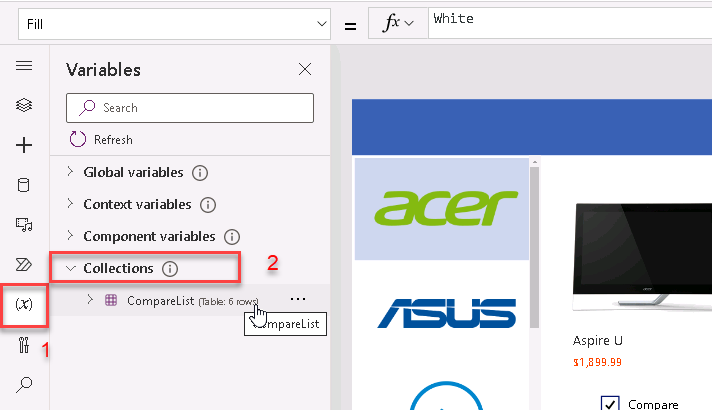 Fill
=
fx
White
Variables
Search
Refresh
Global variables
Context variables
Component variables
Collections
2
CompareList (Table: 6 rows)
...
CompareList
(x)
1
acer
ASUS
Aspire U
$1,899.99
Compare